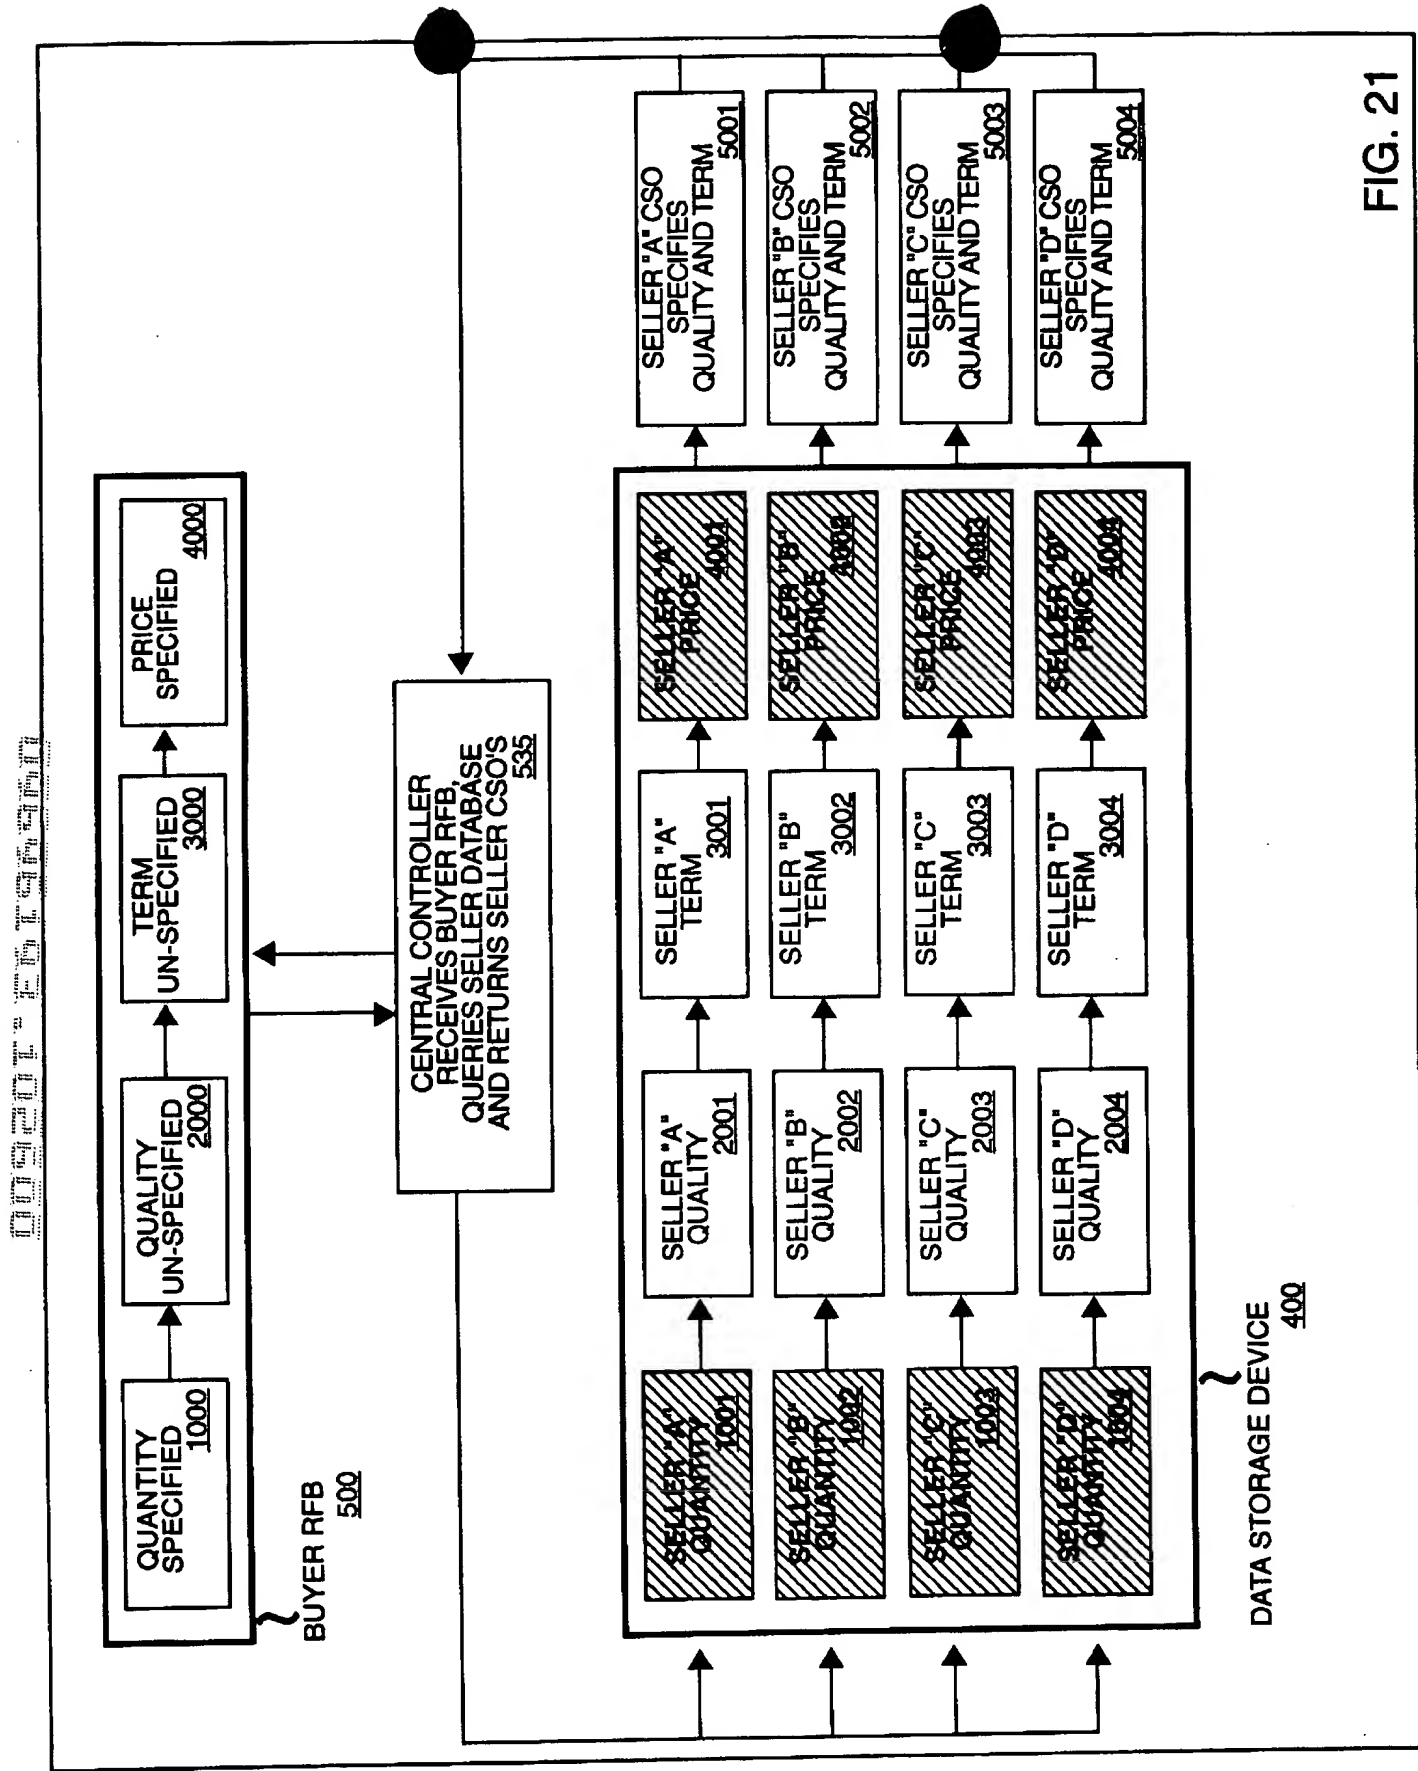 QUANTITY
SPECIFIED
1000
QUALITY
UN-SPECIFIED
2000
TERM
UN-SPECIFIED
3000
PRICE
SPECIFIED
4000
BUYER RFB
500
CENTRAL CONTROLLER
RECEIVES BUYER RFB,
QUERIES SELLER DATABASE
AND RETURNS SELLER CSO'S
535
SELLER "A"
QUANTITY
1001
SELLER "A"
QUALITY
2001
SELLER "A"
TERM
3001
SELLER "A"
PRICE
4001
SELLER "A" CSO
SPECIFIES
QUALITY AND TERM
5001
SELLER "B"
QUANTITY
1002
SELLER "B"
QUALITY
2002
SELLER "B"
TERM
3002
SELLER "B"
PRICE
4002
SELLER "B" CSO
SPECIFIES
QUALITY AND TERM
5002
SELLER "C"
QUANTITY
1003
SELLER "C"
QUALITY
2003
SELLER "C"
TERM
3003
SELLER "C"
PRICE
4003
SELLER "C" CSO
SPECIFIES
QUALITY AND TERM
5003
SELLER "D"
QUANTITY
1004
SELLER "D"
QUALITY
2004
SELLER "D"
TERM
3004
SELLER "D"
PRICE
4004
SELLER "D" CSO
SPECIFIES
QUALITY AND TERM
5004
DATA STORAGE DEVICE
400
FIG. 21